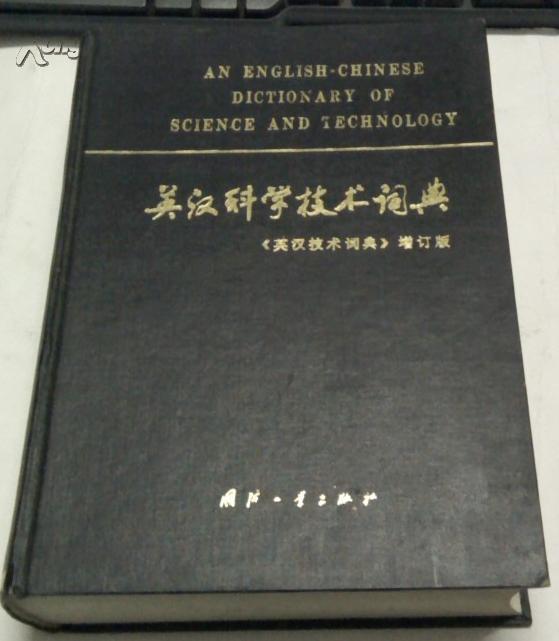 AN ENGLISH-CHINESE
DICTIONARY OF
SCIENCE AND TECHNOLOGY
英汉科学技术词典
《英汉技术词典》增订版
国防工业出版社